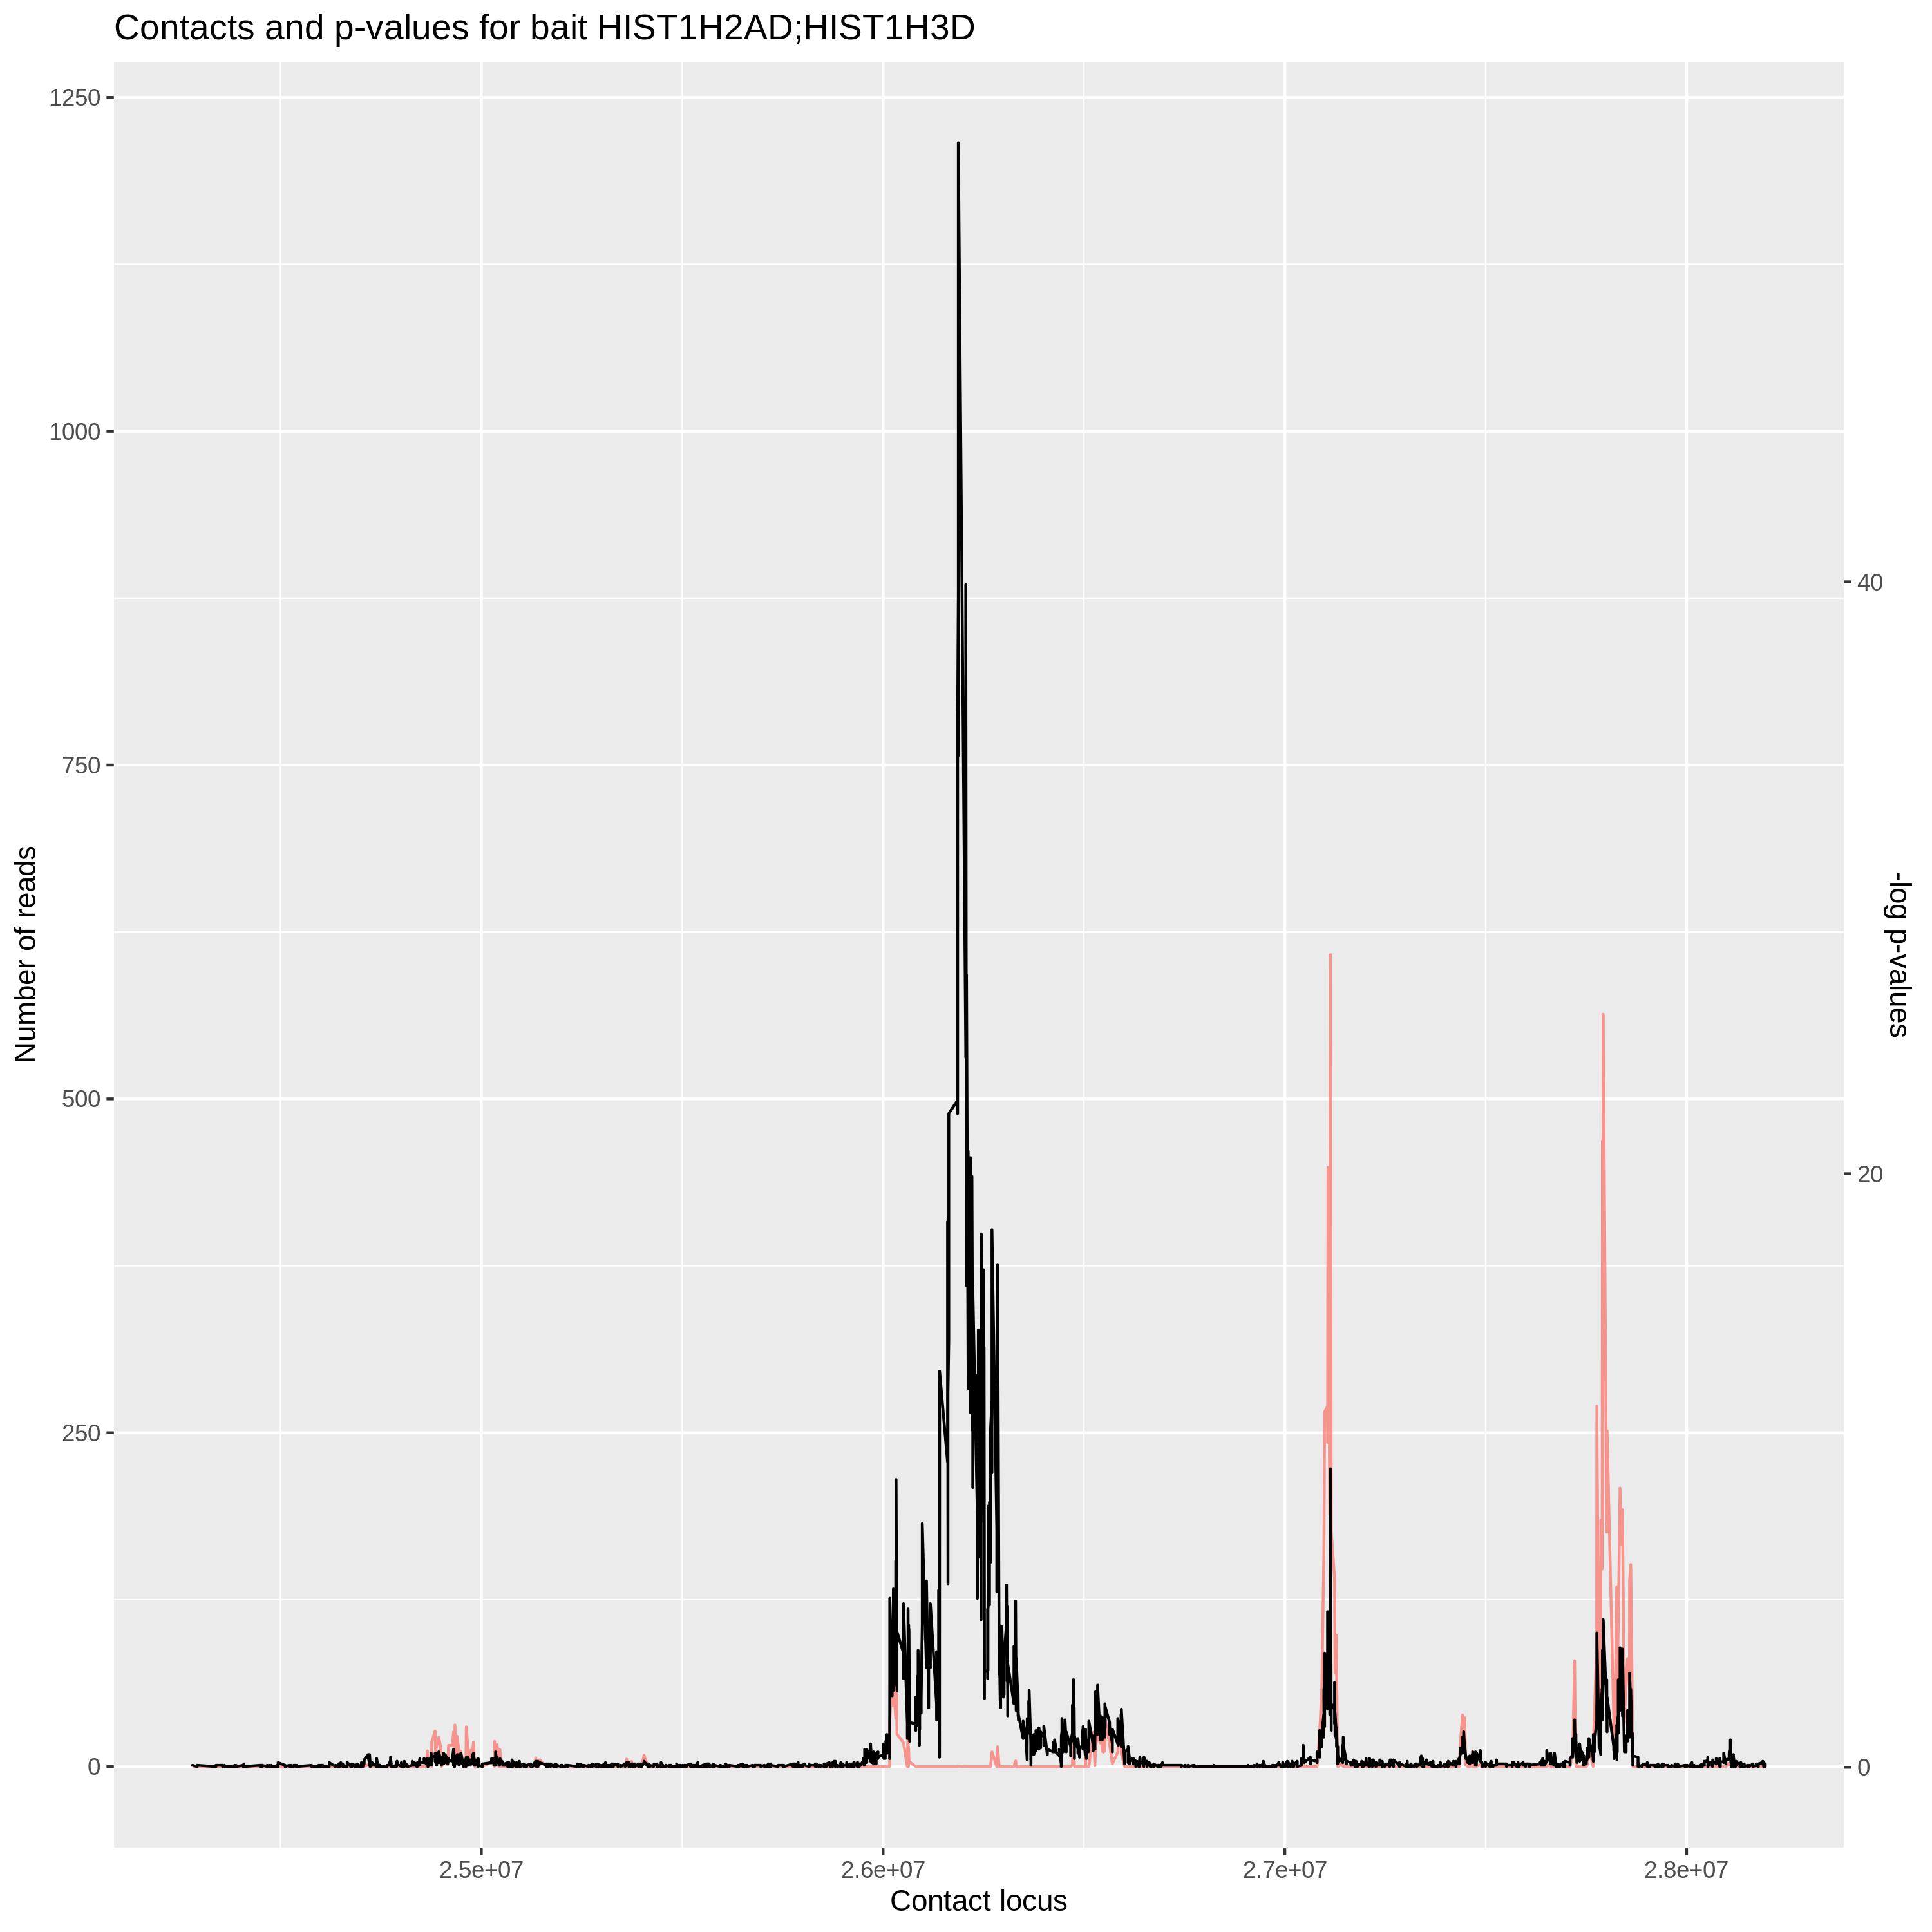 Contacts and p-values for bait HIST1H2AD;HIST1H3D
1250
1000
750
500
250
0
Number of reads
40
20
0
-log p-values
2.5e+07
2.6e+07
2.7e+07
2.8e+07
Contact locus